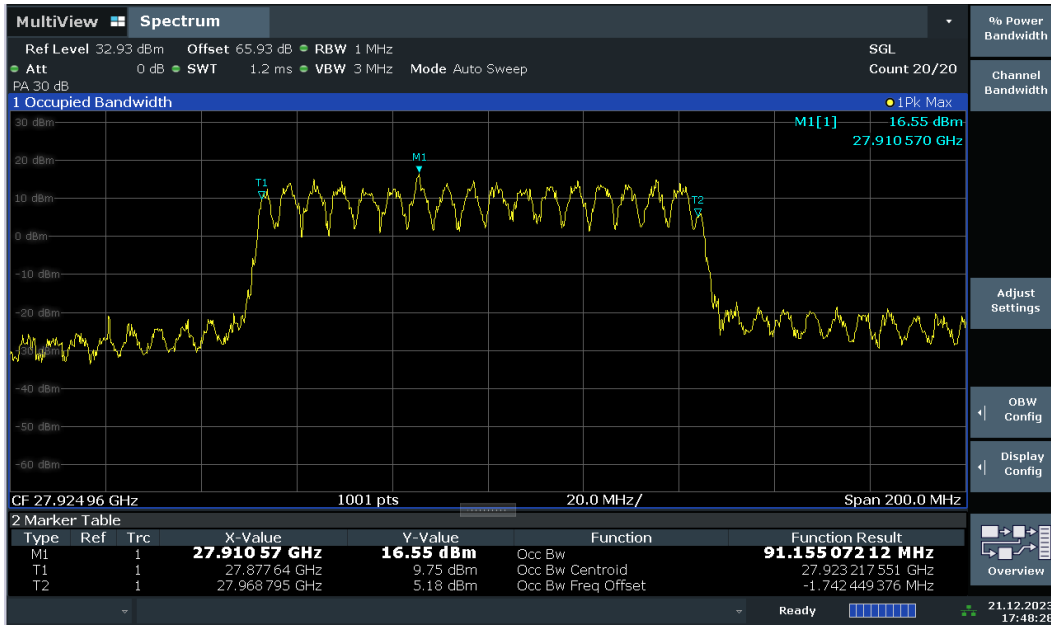 MultiView Spectrum
Ref Level 32.93 dBm Offset 65.93 dB RBW 1 MHz SGL
Att 0 dB SWT 1.2 ms VBW 3 MHz Mode Auto Sweep Count 20/20
PA 30 dB
1 Occupied Bandwidth 1Pk Max
30 dBm
M1[1] 16.55 dBm
27.910 570 GHz
20 dBm
M1
T1
10 dBm
T2
0 dBm
-10 dBm
-20 dBm
-30 dBm
-40 dBm
-50 dBm
-60 dBm
CF 27.92496 GHz 1001 pts 20.0 MHz/ Span 200.0 MHz
2 Marker Table
Type Ref Trc X-Value Y-Value Function Function Result
M1 1 27.910 57 GHz 16.55 dBm Occ Bw 91.155 072 12 MHz
T1 1 27.877 64 GHz 9.75 dBm Occ Bw Centroid 27.923 217 551 GHz
T2 1 27.968 795 GHz 5.18 dBm Occ Bw Freq Offset -1.742 449 376 MHz
Ready
21.12.2023
17:48:28
% Power
Bandwidth
Channel
Bandwidth
Adjust
Settings
OBW
Config
Display
Config
Overview